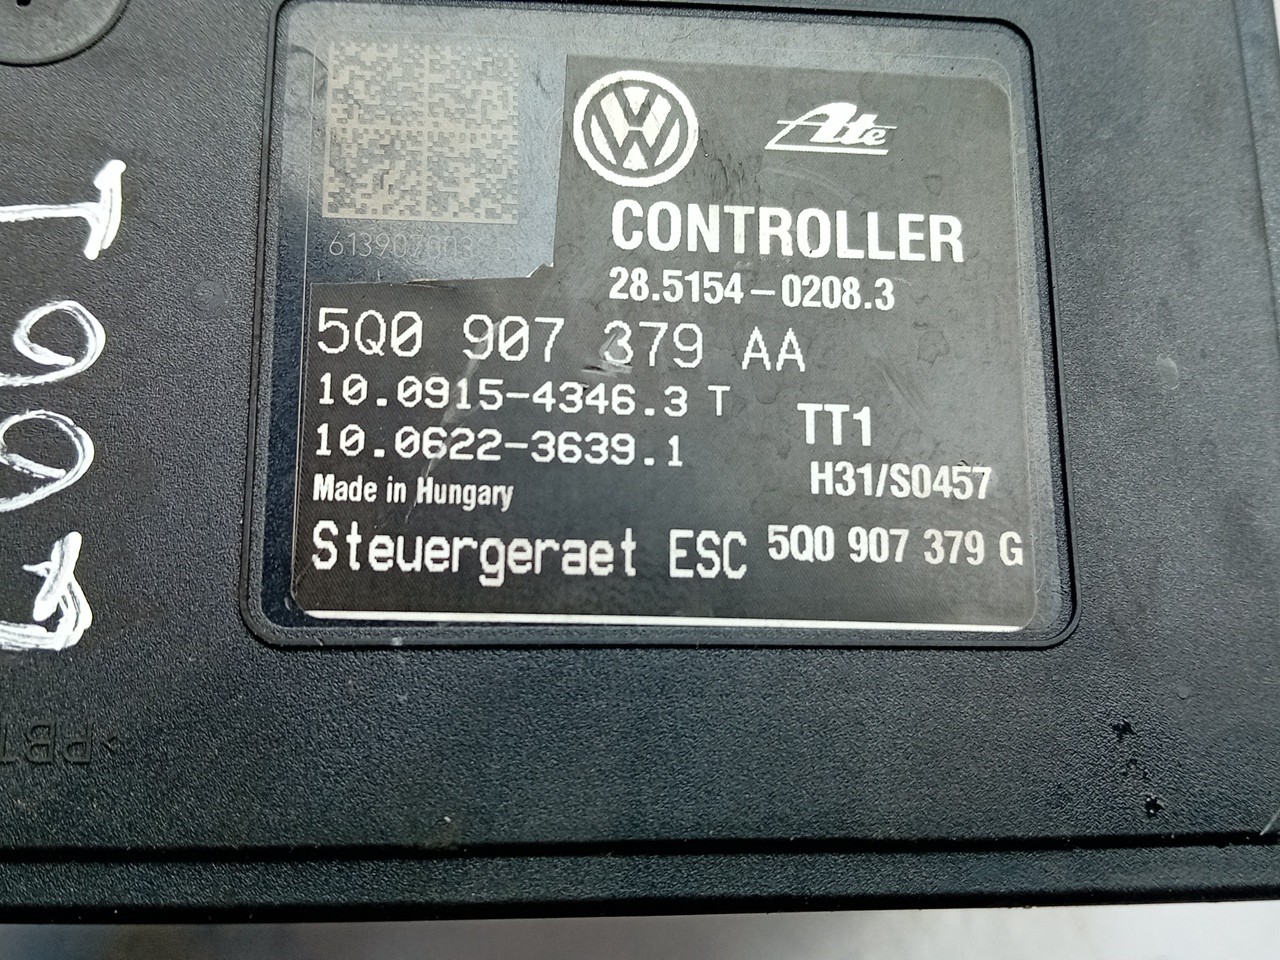 Ate
CONTROLLER
28.5154-0208.3
5Q0 907 379 AA
10.0915-4346.3 T
10.0622-3639.1
TT1
H31/S0457
Made in Hungary
Steuergeraet ESC 5Q0 907 379 G